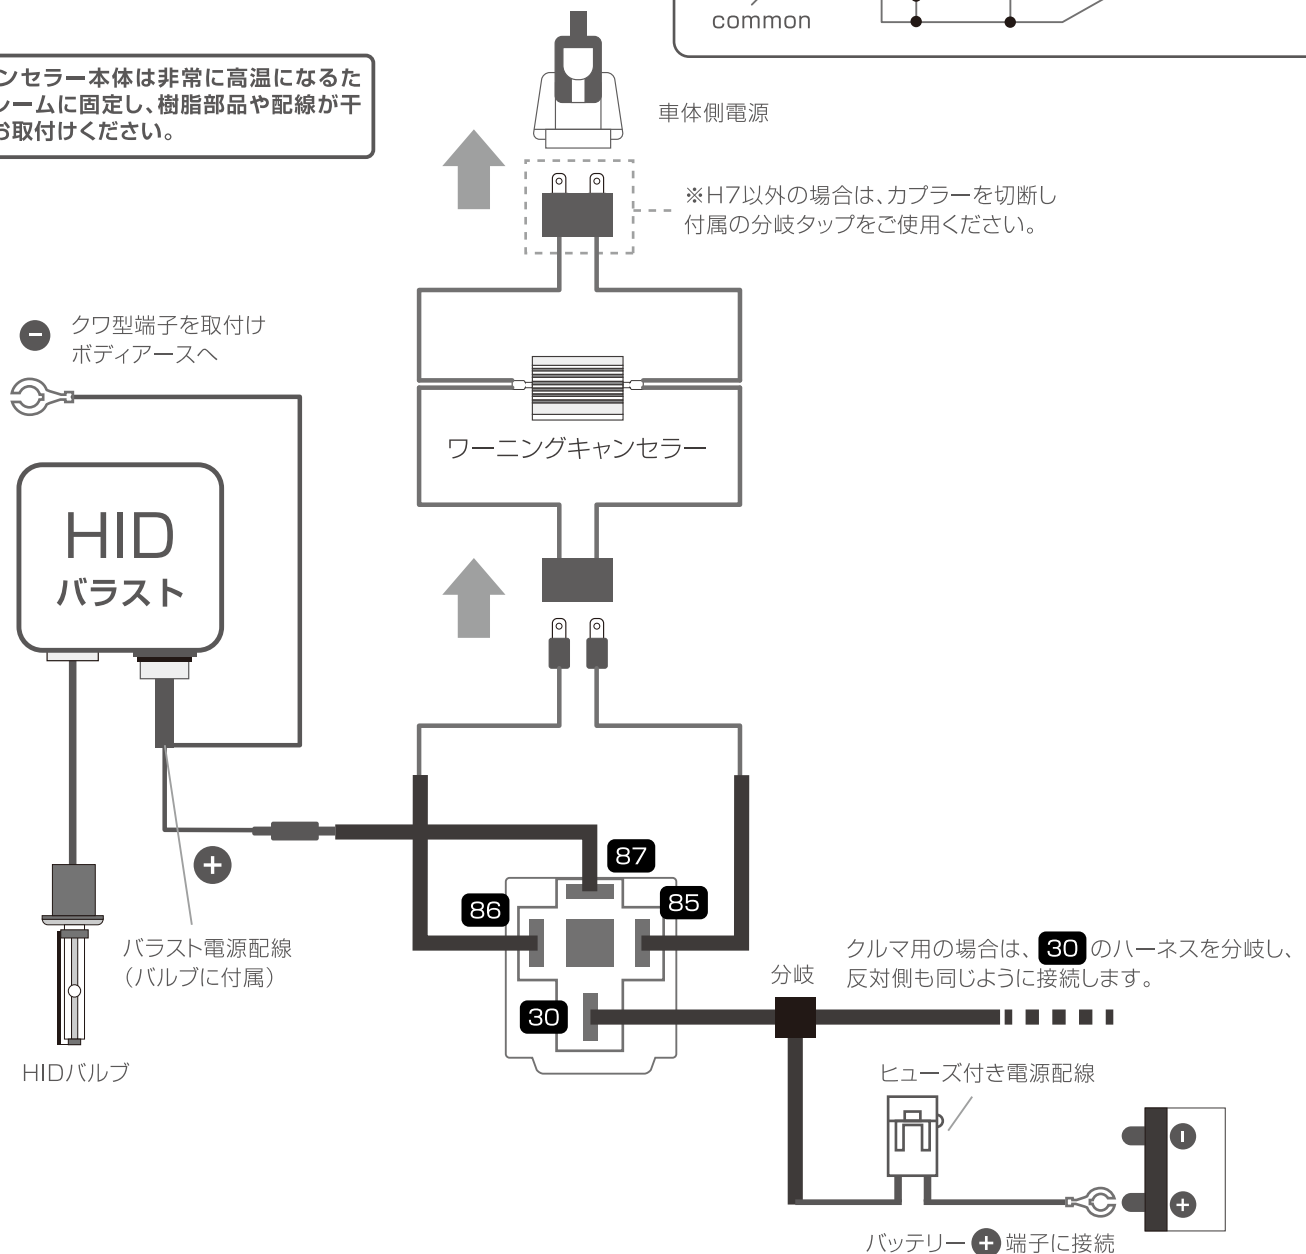 common
ンセラー本体は非常に高温になるた
レームに固定し、樹脂部品や配線が干
お取付けください。
車体側電源
※H7以外の場合は、カプラーを切断し
付属の分岐タップをご使用ください。
クワ型端子を取付け
ボディアースへ
ワーニングキャンセラー
HID
バラスト
87
86
85
30
バラスト電源配線
(バルブに付属)
HIDバルブ
分岐
クルマ用の場合は、30のハーネスを分岐し、
反対側も同じように接続します。
ヒューズ付き電源配線
バッテリー+端子に接続